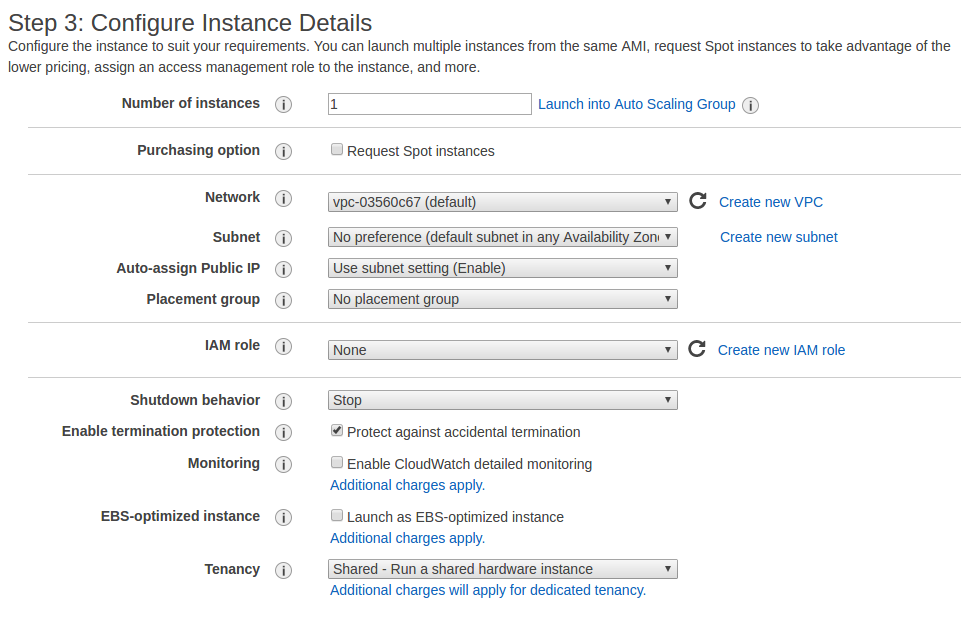 Step 3: Configure Instance Details
Configure the instance to suit your requirements. You can launch multiple instances from the same AMI, request Spot instances to take advantage of the
lower pricing, assign an access management role to the instance, and more.
Number of instances i 1 Launch into Auto Scaling Group i
Purchasing option i Request Spot instances
Network i vpc-03560c67 (default) Create new VPC
Subnet i No preference (default subnet in any Availability Zon Create new subnet
Auto-assign Public IP i Use subnet setting (Enable)
Placement group i No placement group
IAM role i None Create new IAM role
Shutdown behavior i Stop
Enable termination protection i Protect against accidental termination
Monitoring i Enable CloudWatch detailed monitoring
Additional charges apply.
EBS-optimized instance i Launch as EBS-optimized instance
Additional charges apply.
Tenancy i Shared - Run a shared hardware instance
Additional charges will apply for dedicated tenancy.